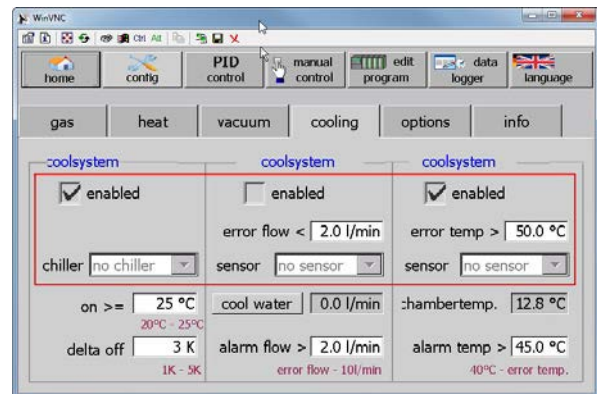 WinVNC
Ctrl Alt
home
contig
PID control
manual control
edit program
data logger
language
gas heat vacuum cooling options info
coolsystem coolsystem coolsystem
enabled enabled enabled
error flow < 2.0 l/min error temp > 50.0 °C
chiller no chiller sensor no sensor sensor no sensor
on >= 25 °C cool water 0.0 l/min chambertemp. 12.8 °C
20°C - 25°C
delta off 3 K alarm flow > 2.0 l/min alarm temp > 45.0 °C
1K - 5K error flow - 10l/min 40°C - error temp.